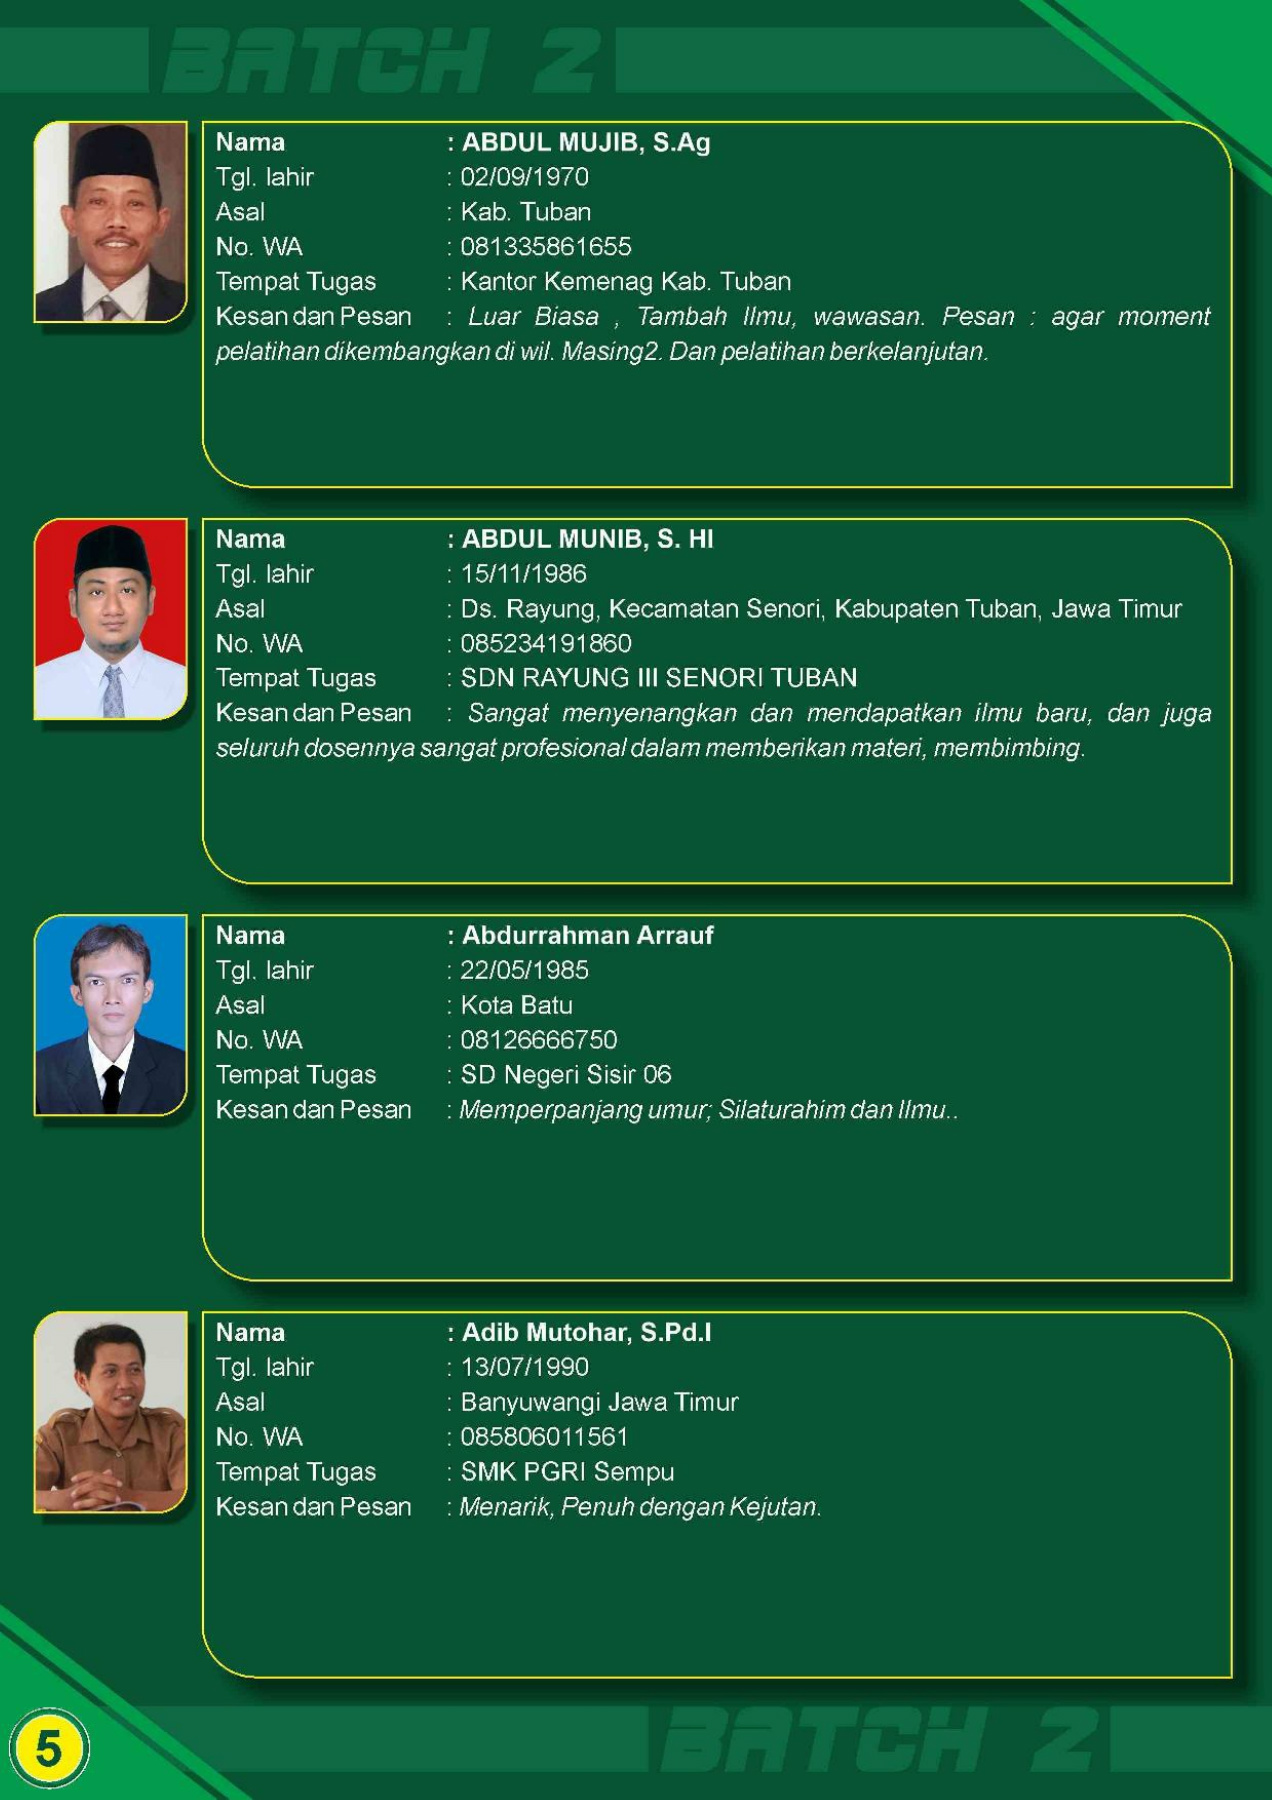 BATCH 2
Nama : ABDUL MUJIB, S.Ag
Tgl. lahir : 02/09/1970
Asal : Kab. Tuban
No. WA : 081335861655
Tempat Tugas : Kantor Kemenag Kab. Tuban
Kesan dan Pesan : Luar Biasa , Tambah Ilmu, wawasan. Pesan : agar moment
pelatihan dikembangkan di wil. Masing2. Dan pelatihan berkelanjutan.
Nama : ABDUL MUNIB, S. HI
Tgl. lahir : 15/11/1986
Asal : Ds. Rayung, Kecamatan Senori, Kabupaten Tuban, Jawa Timur
No. WA : 085234191860
Tempat Tugas : SDN RAYUNG III SENORI TUBAN
Kesan dan Pesan : Sangat menyenangkan dan mendapatkan ilmu baru, dan juga
seluruh dosennya sangat profesional dalam memberikan materi, membimbing.
Nama : Abdurrahman Arrauf
Tgl. lahir : 22/05/1985
Asal : Kota Batu
No. WA : 08126666750
Tempat Tugas : SD Negeri Sisir 06
Kesan dan Pesan : Memperpanjang umur; Silaturahim dan Ilmu..
Nama : Adib Mutohar, S.Pd.I
Tgl. lahir : 13/07/1990
Asal : Banyuwangi Jawa Timur
No. WA : 085806011561
Tempat Tugas : SMK PGRI Sempu
Kesan dan Pesan : Menarik, Penuh dengan Kejutan.
5
BATCH 2